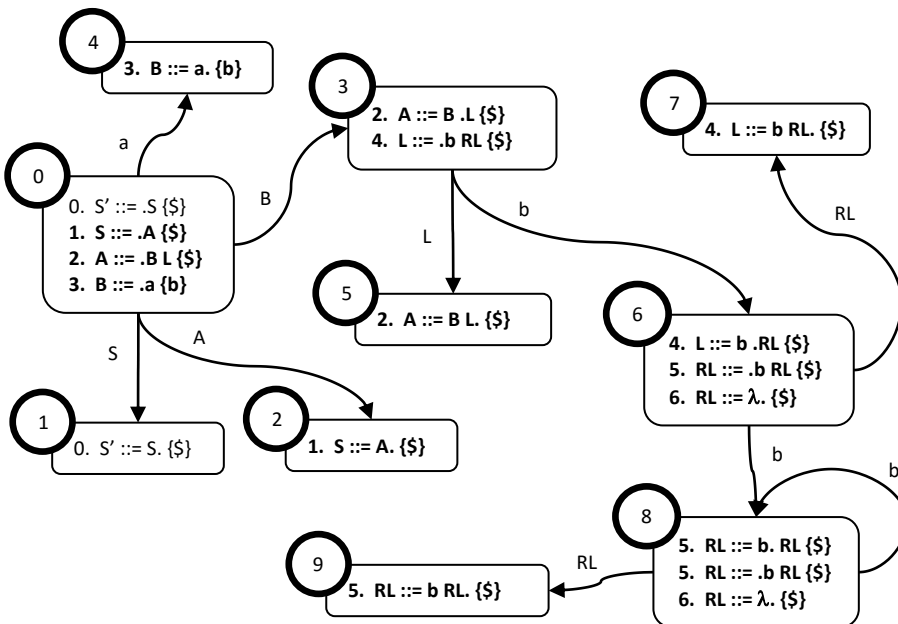 4
3. B ::= a. {b}
a
0
0. S' ::= .S {$}
1. S ::= .A {$}
2. A ::= .B L {$}
3. B ::= .a {b}
B
3
2. A ::= B .L {$}
4. L ::= .b RL {$}
7
4. L ::= b RL. {$}
RL
L
b
5
2. A ::= B L. {$}
6
4. L ::= b .RL {$}
5. RL ::= .b RL {$}
6. RL ::= λ. {$}
S
A
1
0. S' ::= S. {$}
2
1. S ::= A. {$}
b
b
8
5. RL ::= b. RL {$}
5. RL ::= .b RL {$}
6. RL ::= λ. {$}
RL
9
5. RL ::= b RL. {$}